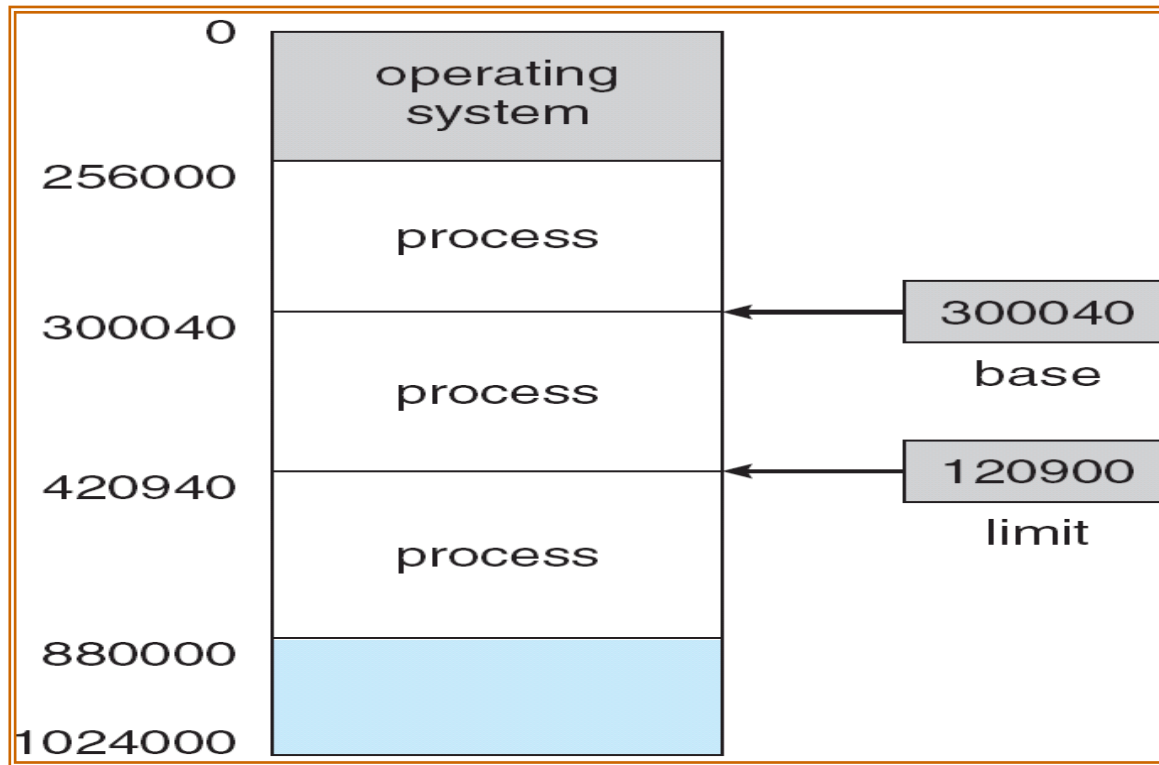 0
operating
system
256000
process
300040
300040
base
process
420940
120900
limit
process
880000
1024000